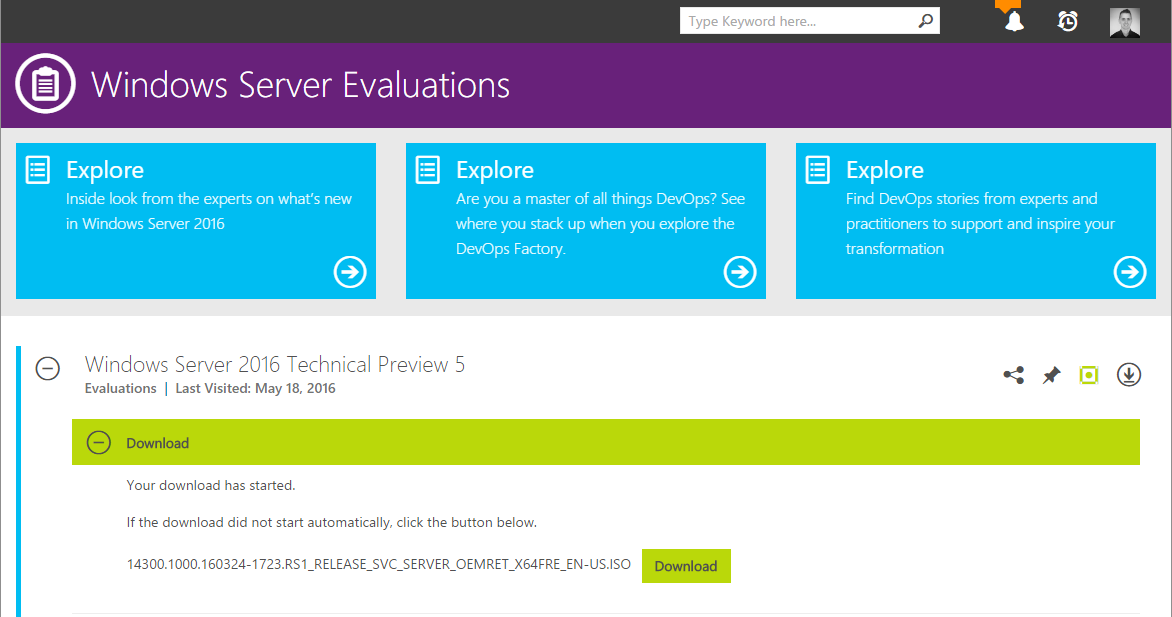 Type Keyword here...
Windows Server Evaluations
Explore
Inside look from the experts on what's new
in Windows Server 2016
Explore
Are you a master of all things DevOps? See
where you stack up when you explore the
DevOps Factory.
Explore
Find DevOps stories from experts and
practitioners to support and inspire your
transformation
Windows Server 2016 Technical Preview 5
Evaluations | Last Visited: May 18, 2016
Download
Your download has started.
If the download did not start automatically, click the button below.
14300.1000.160324-1723.RS1_RELEASE_SVC_SERVER_OEMRET_X64FRE_EN-US.ISO Download